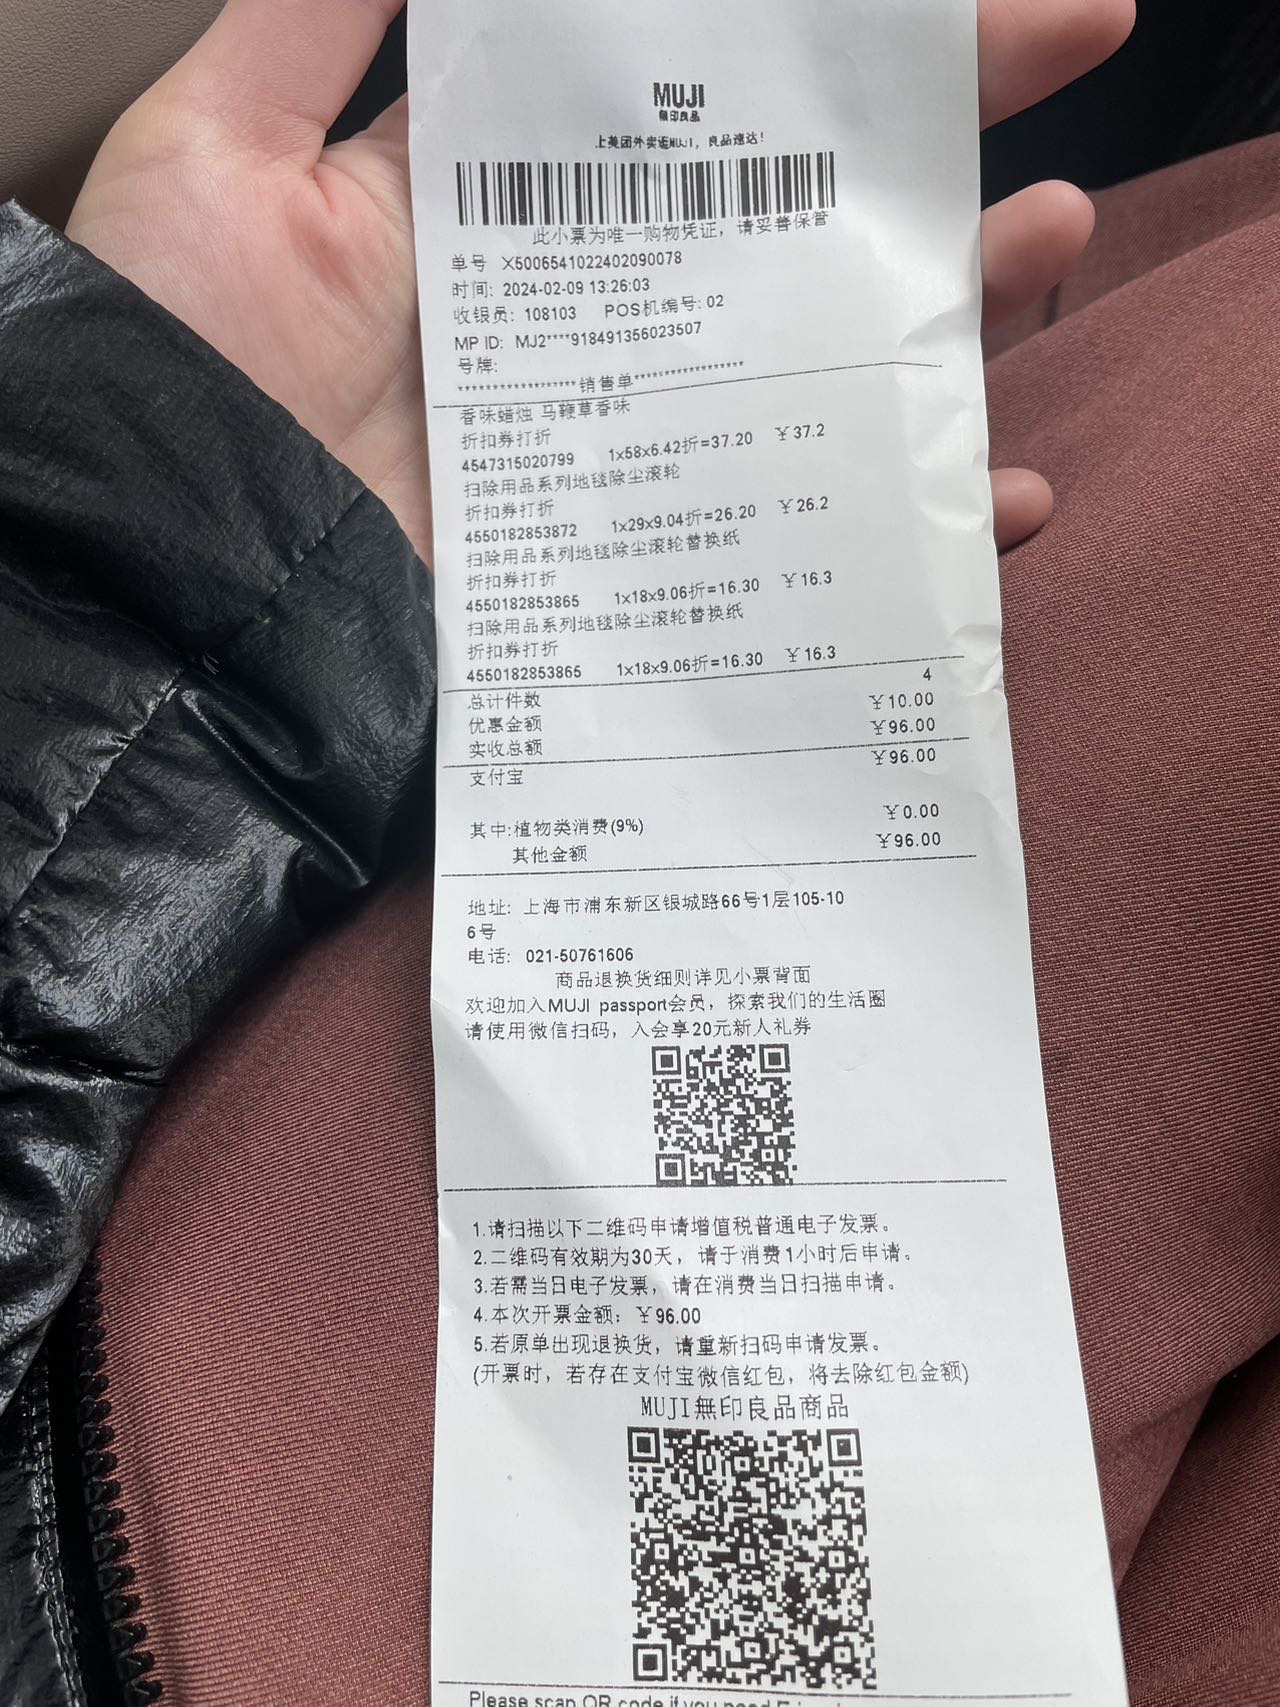 MUJI
無印良品
上美团外卖逛MUJI，良品速达！
此小票为唯一购物凭证，请妥善保管
单号 X5006541022402090078
时间: 2024-02-09 13:26:03
收银员: 108103 POS机编号: 02
MP ID: MJ2****918491356023507
号牌:
******************销售单******************
香味蜡烛 马鞭草香味
折扣券打折
4547315020799 1x58x6.42折=37.20 ¥37.2
扫除用品系列地毯除尘滚轮
折扣券打折
4550182853872 1x29x9.04折=26.20 ¥26.2
扫除用品系列地毯除尘滚轮替换纸
折扣券打折
4550182853865 1x18x9.06折=16.30 ¥16.3
扫除用品系列地毯除尘滚轮替换纸
折扣券打折
4550182853865 1x18x9.06折=16.30 ¥16.3
总计件数 4
优惠金额 ¥10.00
实收总额 ¥96.00
支付宝 ¥96.00
其中:植物类消费(9%) ¥0.00
其他金额 ¥96.00
地址: 上海市浦东新区银城路66号1层105-10
6号
电话: 021-50761606
商品退换货细则详见小票背面
欢迎加入MUJI passport会员，探索我们的生活圈
请使用微信扫码，入会享20元新人礼券
1.请扫描以下二维码申请增值税普通电子发票。
2.二维码有效期为30天，请于消费1小时后申请。
3.若需当日电子发票，请在消费当日扫描申请。
4.本次开票金额：¥96.00
5.若原单出现退换货，请重新扫码申请发票。
(开票时，若存在支付宝微信红包，将去除红包金额)
MUJI無印良品商品
Please scan QR code if you need